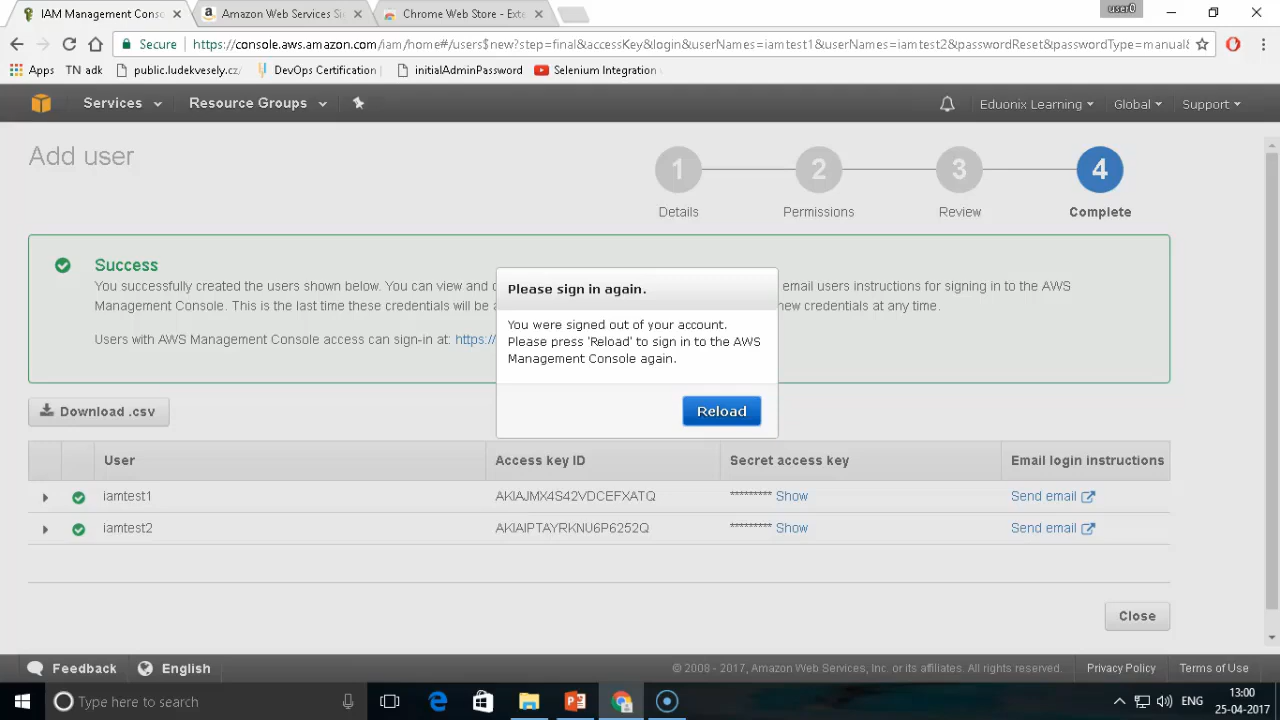 IAM Management Conso
Amazon Web Services Si
Chrome Web Store - Exte
user0
Secure
https://console.aws.amazon.com/iam/home#/users$new?step=final&accessKey&login&userNames=iamtest1&userNames=iamtest2&passwordReset&passwordType=manual&
Apps
TN adk
public.ludekvesely.cz/
DevOps Certification
initialAdminPassword
Selenium Integration
Services
Resource Groups
Eduonix Learning
Global
Support
Add user
1
2
3
4
Details
Permissions
Review
Complete
Success
You successfully created the users shown below. You can view and
email users instructions for signing in to the AWS
Management Console. This is the last time these credentials will be
new credentials at any time.
Users with AWS Management Console access can sign-in at: https://
Please sign in again.
You were signed out of your account.
Please press 'Reload' to sign in to the AWS
Management Console again.
Reload
Download .csv
User
Access key ID
Secret access key
Email login instructions
iamtest1
AKIAJMX4S42VDCEFXATQ
********* Show
Send email
iamtest2
AKIAIPTAYRKNU6P6252Q
********* Show
Send email
Close
Feedback
English
© 2008 - 2017, Amazon Web Services, Inc. or its affiliates. All rights reserved.
Privacy Policy
Terms of Use
Type here to search
ENG
13:00
25-04-2017